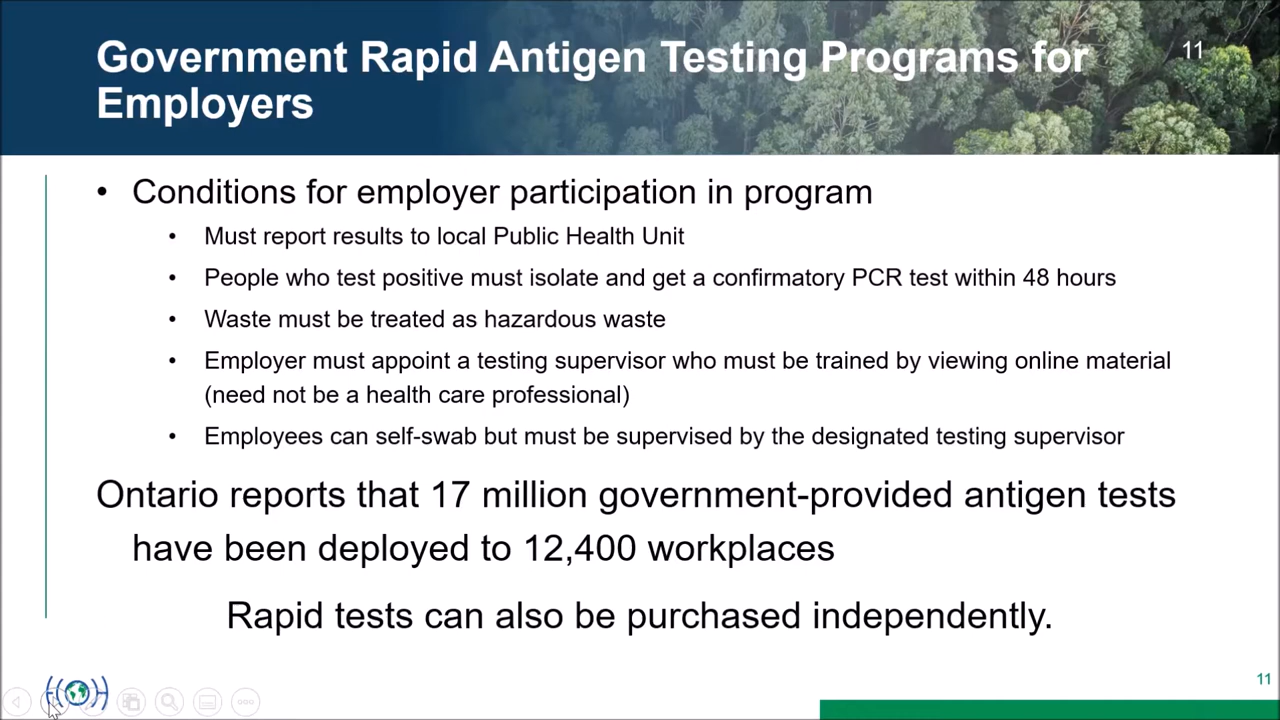 Government Rapid Antigen Testing Programs for
Employers
11
• Conditions for employer participation in program
• Must report results to local Public Health Unit
• People who test positive must isolate and get a confirmatory PCR test within 48 hours
• Waste must be treated as hazardous waste
• Employer must appoint a testing supervisor who must be trained by viewing online material
(need not be a health care professional)
• Employees can self-swab but must be supervised by the designated testing supervisor
Ontario reports that 17 million government-provided antigen tests
have been deployed to 12,400 workplaces
Rapid tests can also be purchased independently.
11